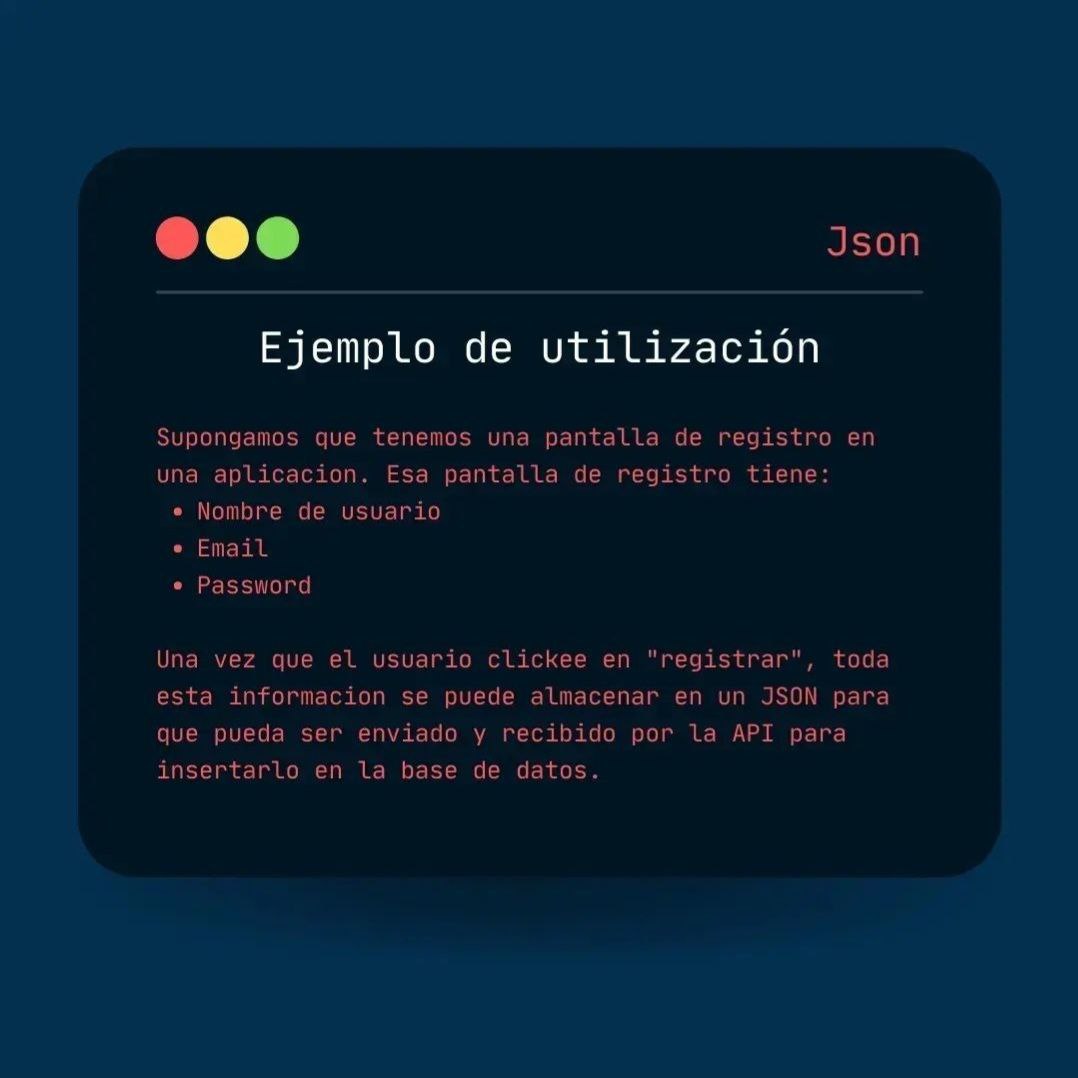 Json
Ejemplo de utilización
Supongamos que tenemos una pantalla de registro en
una aplicacion. Esa pantalla de registro tiene:
• Nombre de usuario
• Email
• Password
Una vez que el usuario clickee en "registrar", toda
esta informacion se puede almacenar en un JSON para
que pueda ser enviado y recibido por la API para
insertarlo en la base de datos.